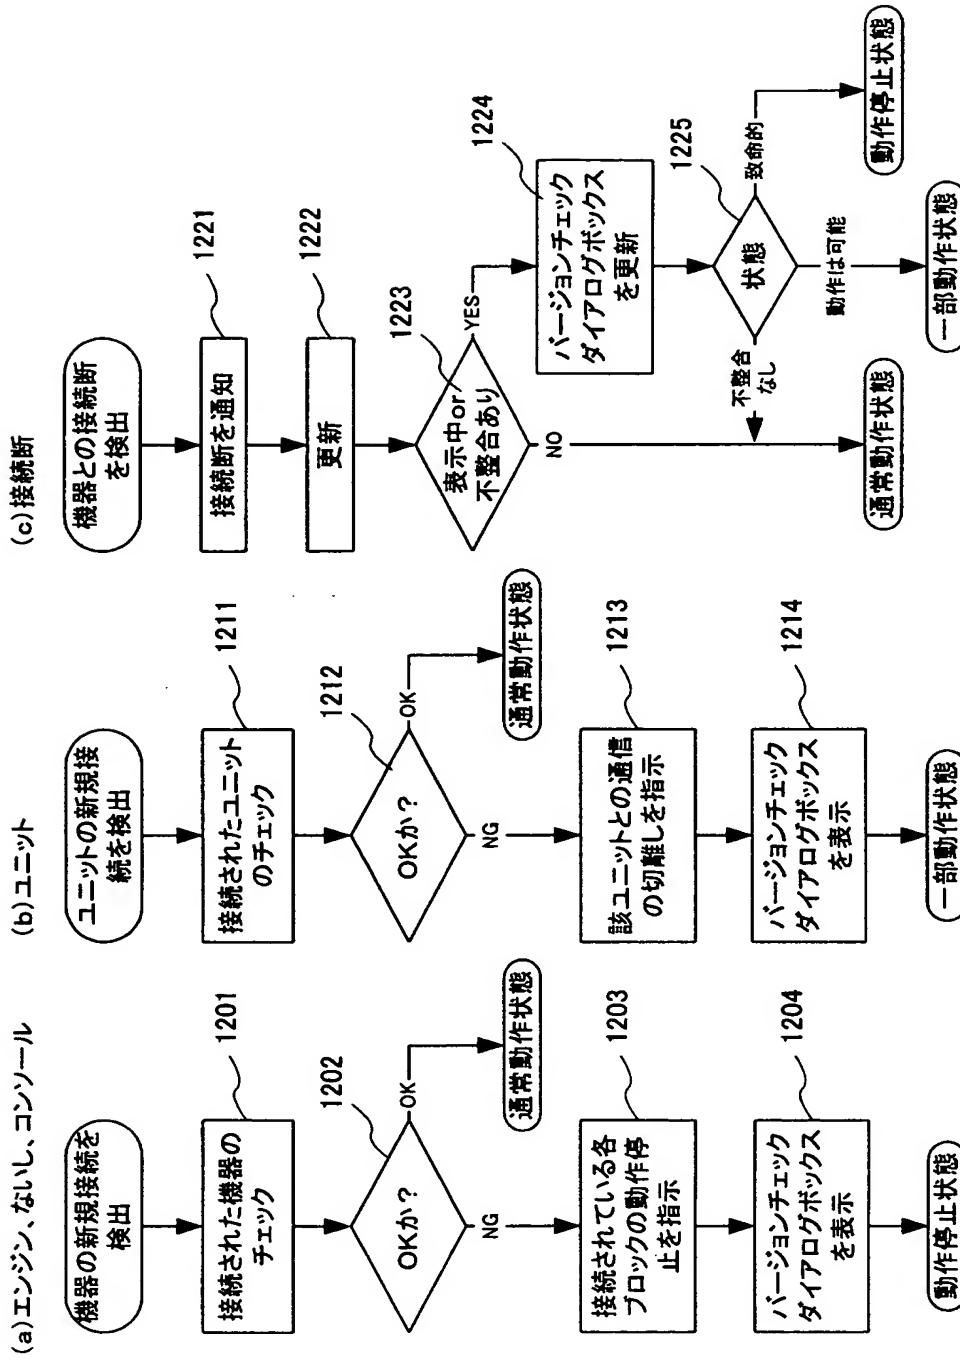 (a)エンジン、ないし、コンソール
機器の新規接続を
検出
1201
接続された機器の
チェック
1202
OKか?
OK
通常動作状態
NG
1203
接続されている各
ブロックの動作停
止を指示
1204
バージョンチェック
ダイアログボックス
を表示
動作停止状態
(b)ユニット
ユニットの新規接
続を検出
1211
接続されたユニット
のチェック
1212
OKか?
OK
通常動作状態
NG
1213
該ユニットとの通信
の切離しを指示
1214
バージョンチェック
ダイアログボックス
を表示
一部動作状態
(c)接続断
機器との接続断
を検出
1221
接続断を通知
1222
更新
1223
表示中or
不整合あり
YES
NO
1224
バージョンチェック
ダイアログボックス
を更新
1225
状態
致命的
不整合
なし
動作は可能
通常動作状態
一部動作状態
動作停止状態